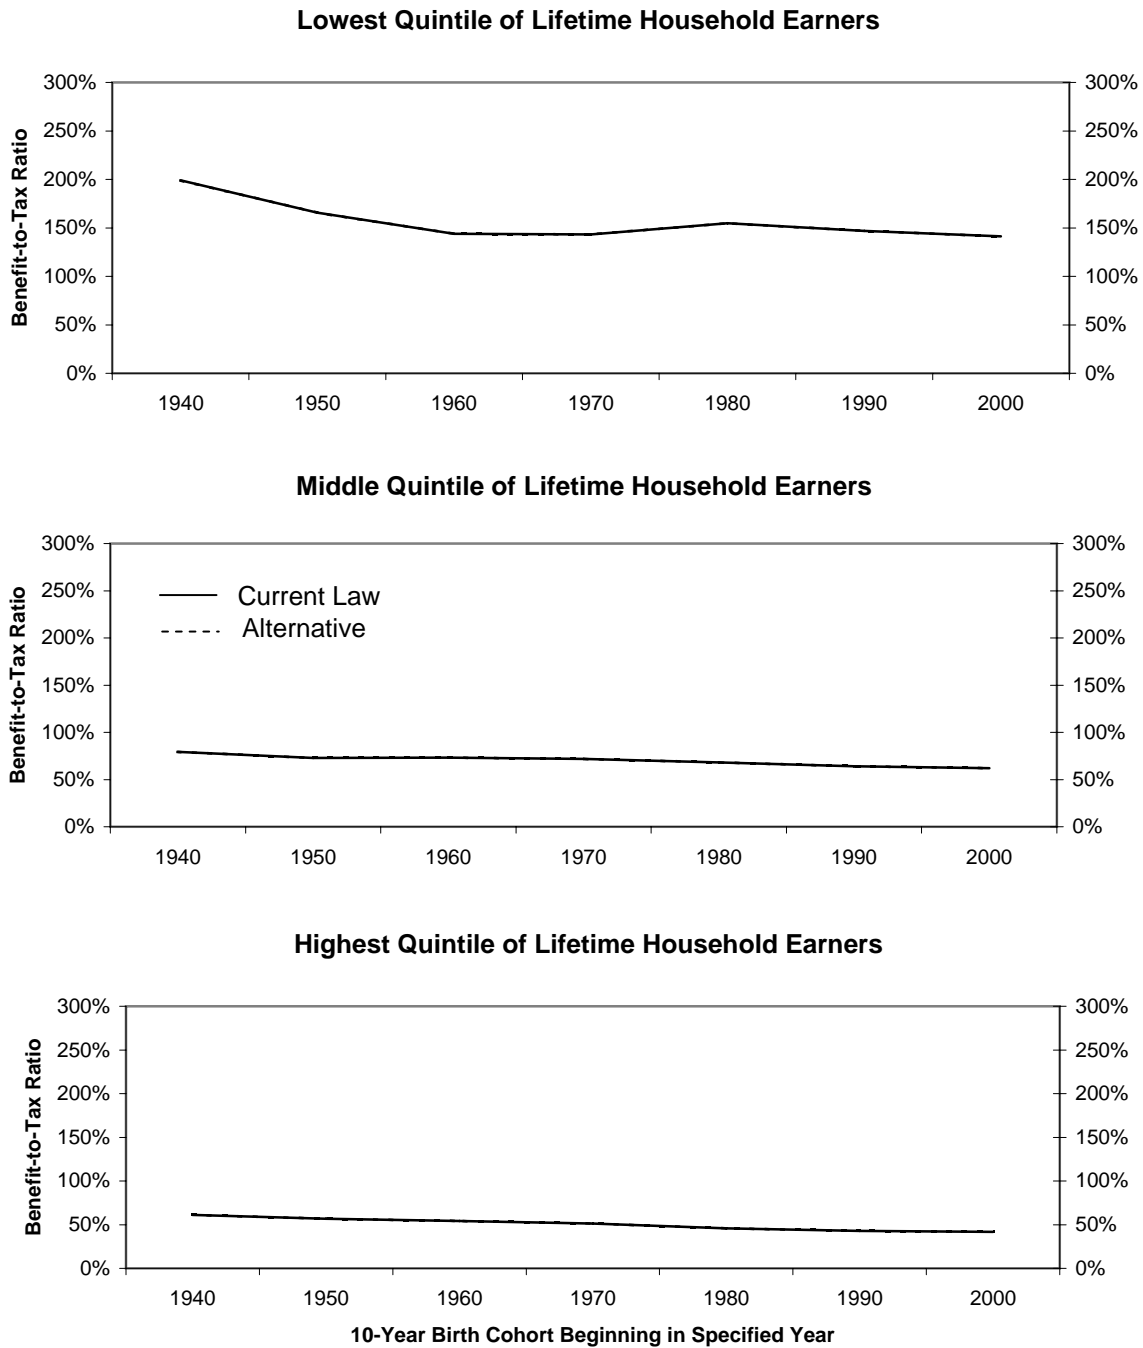 Lowest Quintile of Lifetime Household Earners
300% 300%
250% 250%
200% 200%
150% 150%
100% 100%
50% 50%
0% 0%
Benefit-to-Tax Ratio
1940 1950 1960 1970 1980 1990 2000
Middle Quintile of Lifetime Household Earners
300% 300%
250% 250%
200% 200%
150% 150%
100% 100%
50% 50%
0% 0%
Benefit-to-Tax Ratio
Current Law
Alternative
1940 1950 1960 1970 1980 1990 2000
Highest Quintile of Lifetime Household Earners
300% 300%
250% 250%
200% 200%
150% 150%
100% 100%
50% 50%
0% 0%
Benefit-to-Tax Ratio
1940 1950 1960 1970 1980 1990 2000
10-Year Birth Cohort Beginning in Specified Year